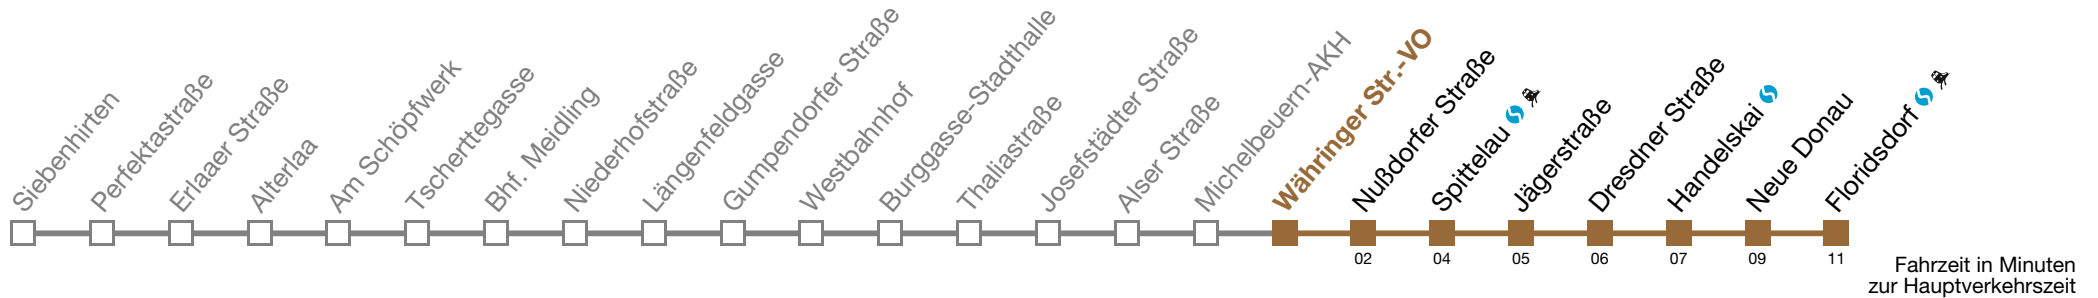 Siebenhirten
Perfektastraße
Erlaaer Straße
Alterlaa
Am Schöpfwerk
Tscherttegasse
Bhf. Meidling
Niederhofstraße
Längenfeldgasse
Gumpendorfer Straße
Westbahnhof
Burggasse-Stadthalle
Thaliastraße
Josefstädter Straße
Alser Straße
Michelbeuern-AKH
Währinger Str.-VO
Nußdorfer Straße
Spittelau
Jägerstraße
Dresdner Straße
Handelskai
Neue Donau
Floridsdorf
02 04 05 06 07 09 11
Fahrzeit in Minuten
zur Hauptverkehrszeit